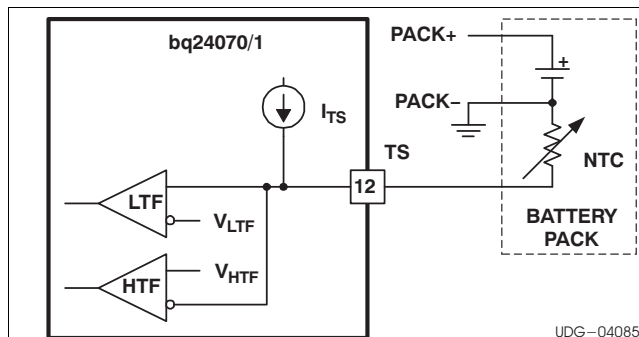 bq24070/1
PACK+
+
PACK−
I_TS
TS
NTC
12
LTF
V_LTF
BATTERY
PACK
V_HTF
HTF
UDG−04085